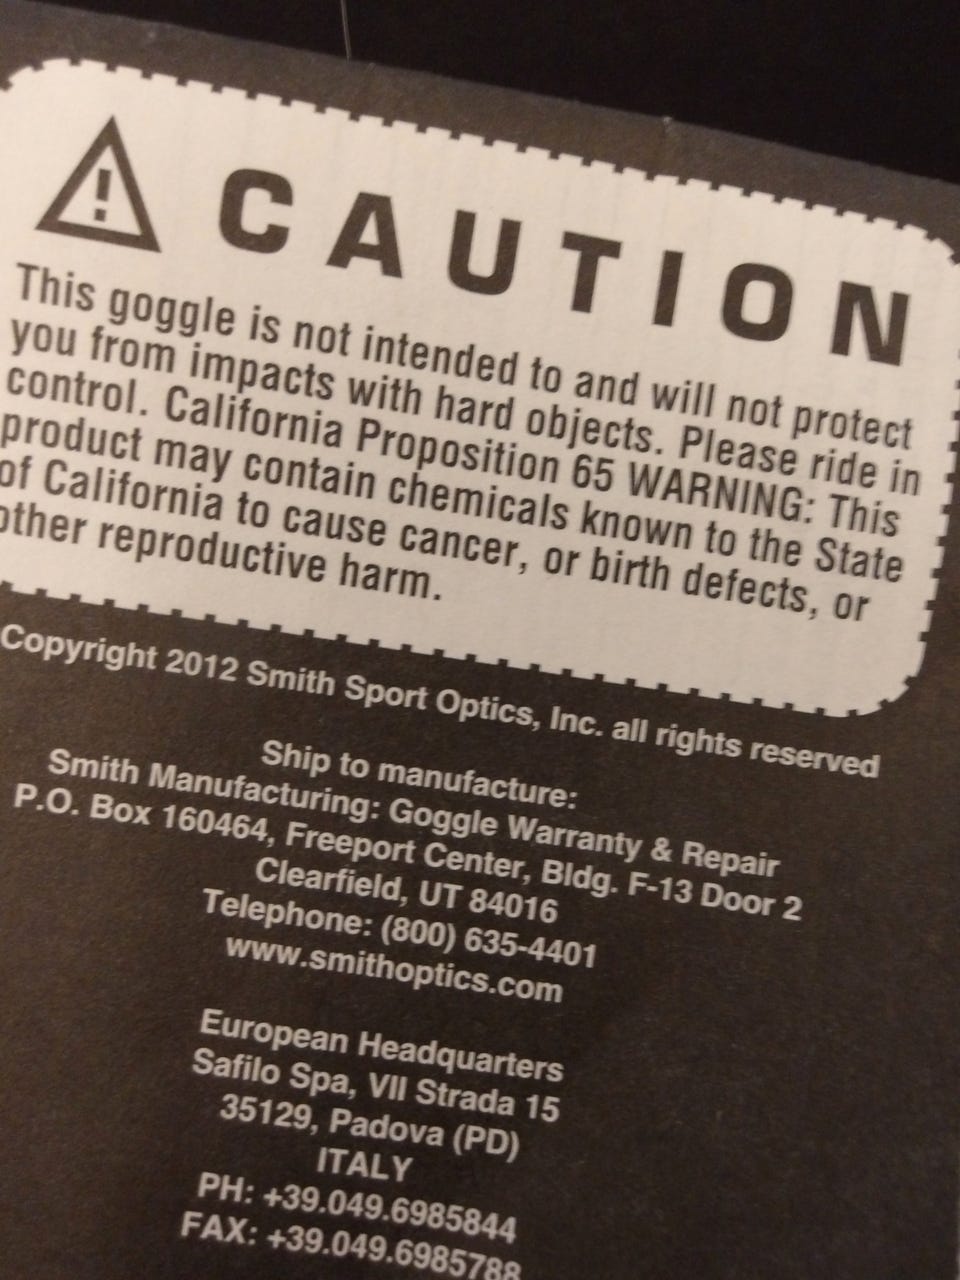 CAUTION
This goggle is not intended to and will not protect
you from impacts with hard objects. Please ride in
control. California Proposition 65 WARNING: This
product may contain chemicals known to the State
of California to cause cancer, or birth defects, or
other reproductive harm.
Copyright 2012 Smith Sport Optics, Inc. all rights reserved
Ship to manufacture:
Smith Manufacturing: Goggle Warranty & Repair
P.O. Box 160464, Freeport Center, Bldg. F-13 Door 2
Clearfield, UT 84016
Telephone: (800) 635-4401
www.smithoptics.com
European Headquarters
Safilo Spa, VII Strada 15
35129, Padova (PD)
ITALY
PH: +39.049.6985844
FAX: +39.049.6985788